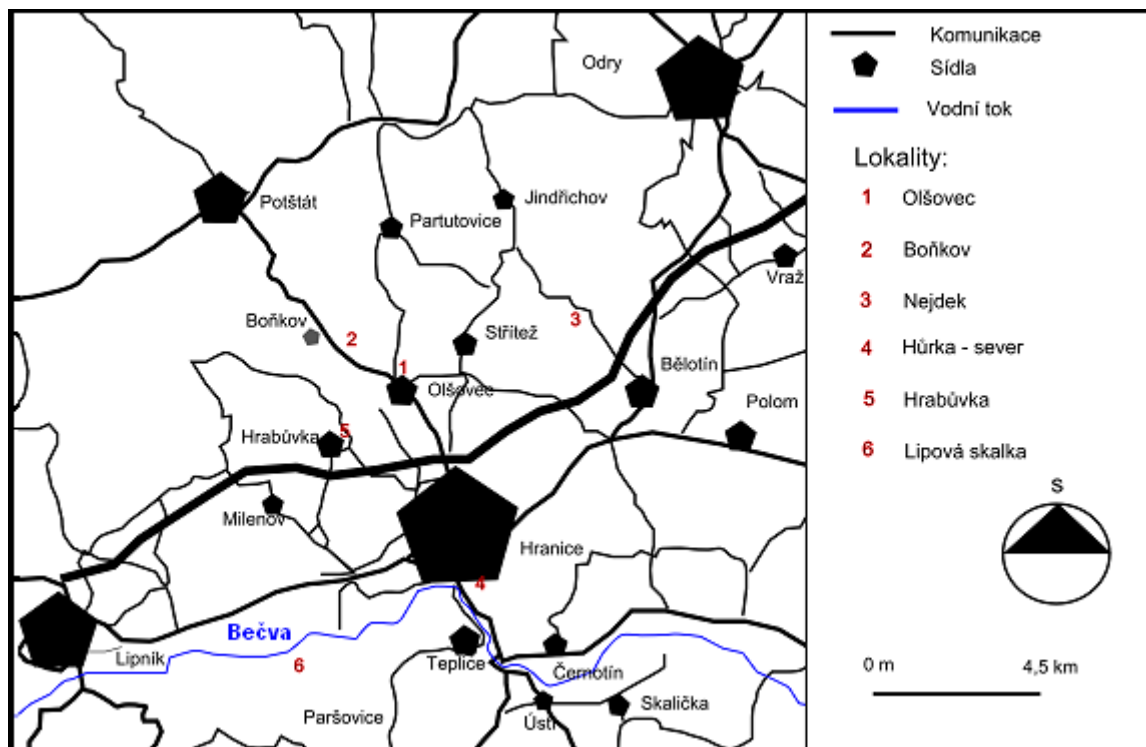 Odry
Potštát
Partutovice
Jindřichov
Vraž
Boňkov
2
3
Střítež
1
Olšovec
Bělotín
Polom
Hrabůvka
5
Milenov
Hranice
4
Bečva
Lipník
6
Teplice
Černotín
Paršovice
Ústí
Skalička
Komunikace
Sídla
Vodní tok
Lokality:
1 Olšovec
2 Boňkov
3 Nejdek
4 Hůrka - sever
5 Hrabůvka
6 Lipová skalka
S
0 m 4,5 km